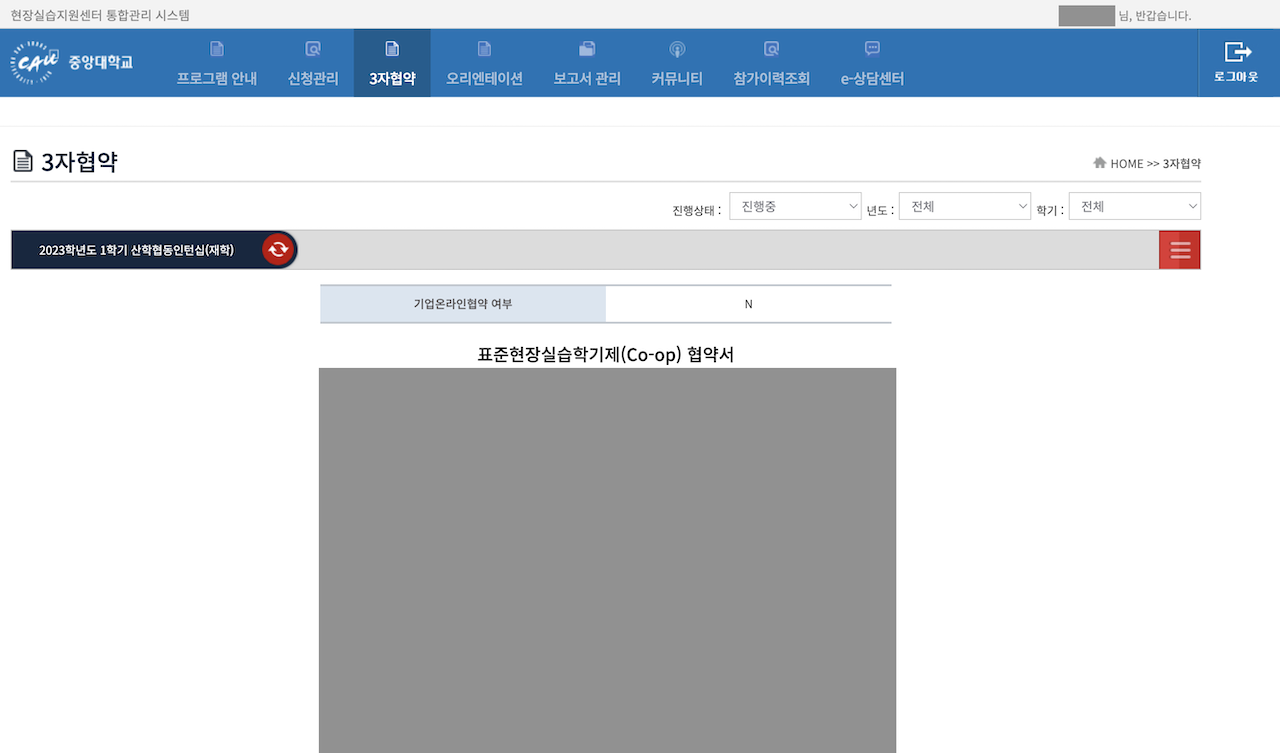 현장실습지원센터 통합관리 시스템
님, 반갑습니다.
CAU 중앙대학교
프로그램 안내 신청관리 3자협약 오리엔테이션 보고서 관리 커뮤니티 참가이력조회 e-상담센터 로그아웃
3자협약
HOME >> 3자협약
진행상태 : 진행중 년도 : 전체 학기 : 전체
2023학년도 1학기 산학협동인턴십(재학)
기업온라인협약 여부 N
표준현장실습학기제(Co-op) 협약서